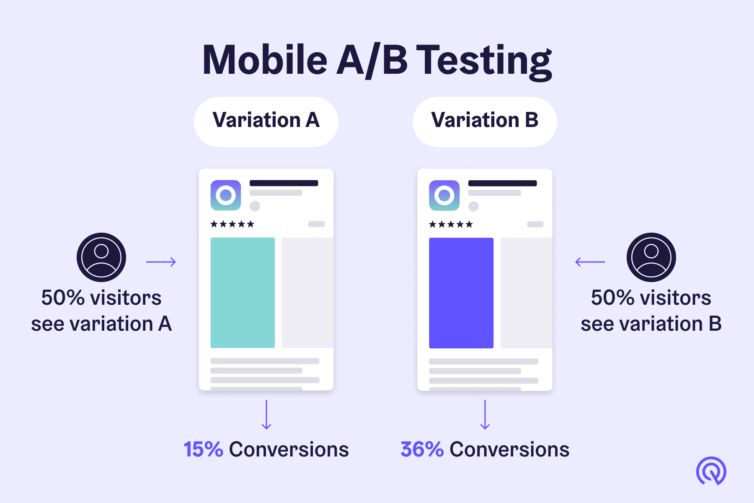 Mobile A/B Testing
Variation A
Variation B
50% visitors
see variation A
50% visitors
see variation B
15% Conversions
36% Conversions